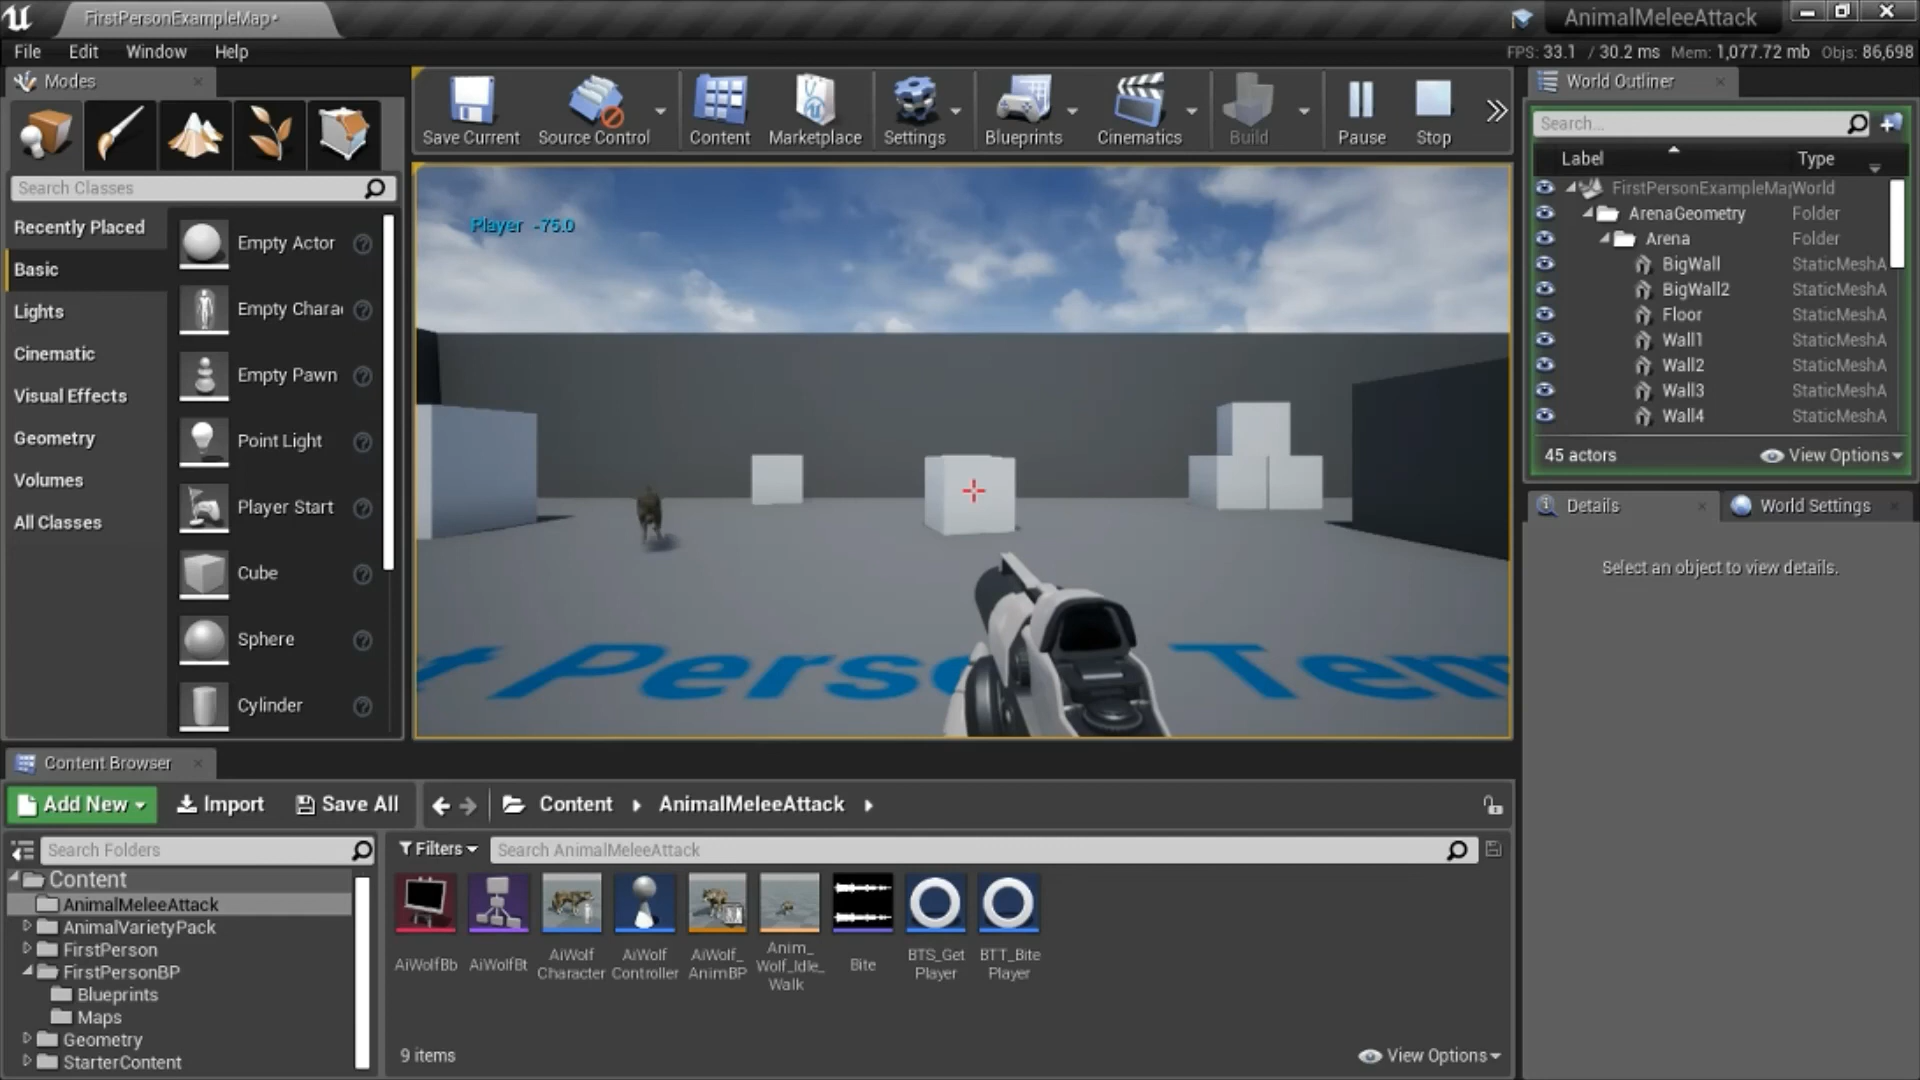 FirstPersonExampleMap*
AnimalMeleeAttack
File Edit Window Help
FPS: 33.1 / 30.2 ms Mem: 1,077.72 mb Objs: 86,698
Modes
Search Classes
Recently Placed
Basic
Lights
Cinematic
Visual Effects
Geometry
Volumes
All Classes
Empty Actor
Empty Chara
Empty Pawn
Point Light
Player Start
Cube
Sphere
Cylinder
Save Current Source Control Content Marketplace Settings Blueprints Cinematics Build Pause Stop
Player -75.0
Perso Tem
World Outliner
Search...
Label Type
FirstPersonExampleMap World
ArenaGeometry Folder
Arena Folder
BigWall StaticMeshA
BigWall2 StaticMeshA
Floor StaticMeshA
Wall1 StaticMeshA
Wall2 StaticMeshA
Wall3 StaticMeshA
Wall4 StaticMeshA
45 actors View Options
Details World Settings
Select an object to view details.
Content Browser
Add New Import Save All Content AnimalMeleeAttack
Search Folders
Content
AnimalMeleeAttack
AnimalVarietyPack
FirstPerson
FirstPersonBP
Blueprints
Maps
Geometry
StarterContent
Filters Search AnimalMeleeAttack
AiWolfBb
AiWolfBt
AiWolf
Character
AiWolf
Controller
AiWolf_
AnimBP
Anim_
Wolf_Idle_
Walk
Bite
BTS_Get
Player
BTT_Bite
Player
9 items View Options